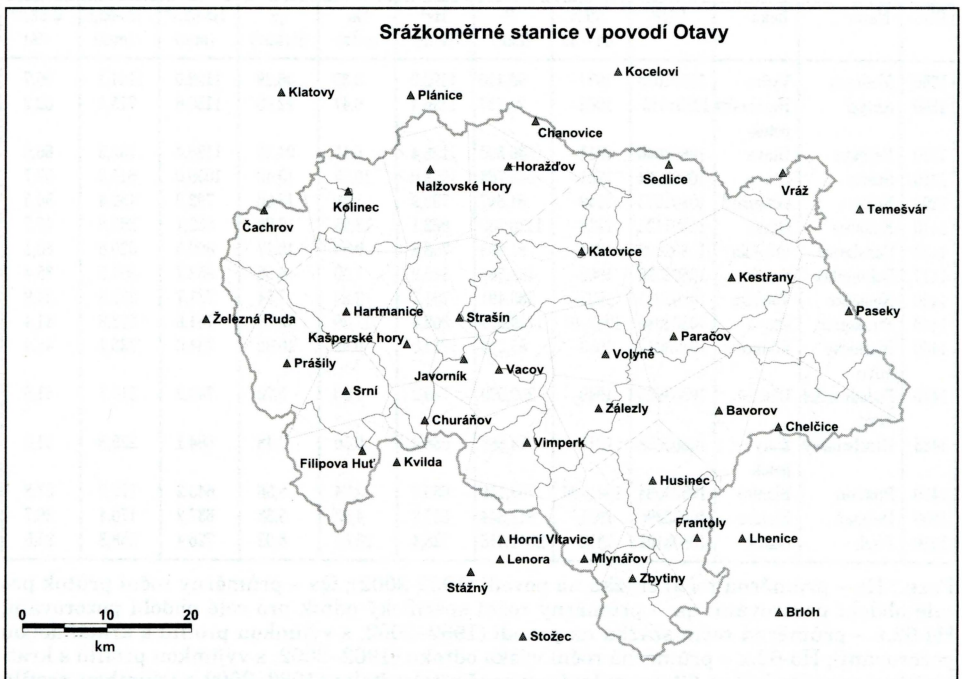 Srážkoměrné stanice v povodí Otavy
Kocelovi
Klatovy
Plánice
Chanovice
Horažďovi
Sedlice
Nalžovské Hory
Vráž
Kolinec
Temešvár
Čachrov
Katovice
Kestřany
Hartmanice
Strašín
Paseky
Železná Ruda
Kašperské hory
Paračov
Volyně
Prášily
Javorník
Vacov
Srní
Zálezly
Bavorov
Churáňov
Chelčice
Vimperk
Filipova Huť
Kvilda
Husinec
Frantoly
Horní Vltavice
Lhenice
Lenora
Mlynářov
Stážný
Zbytiny
Brloh
Stožec
0 10 20
km